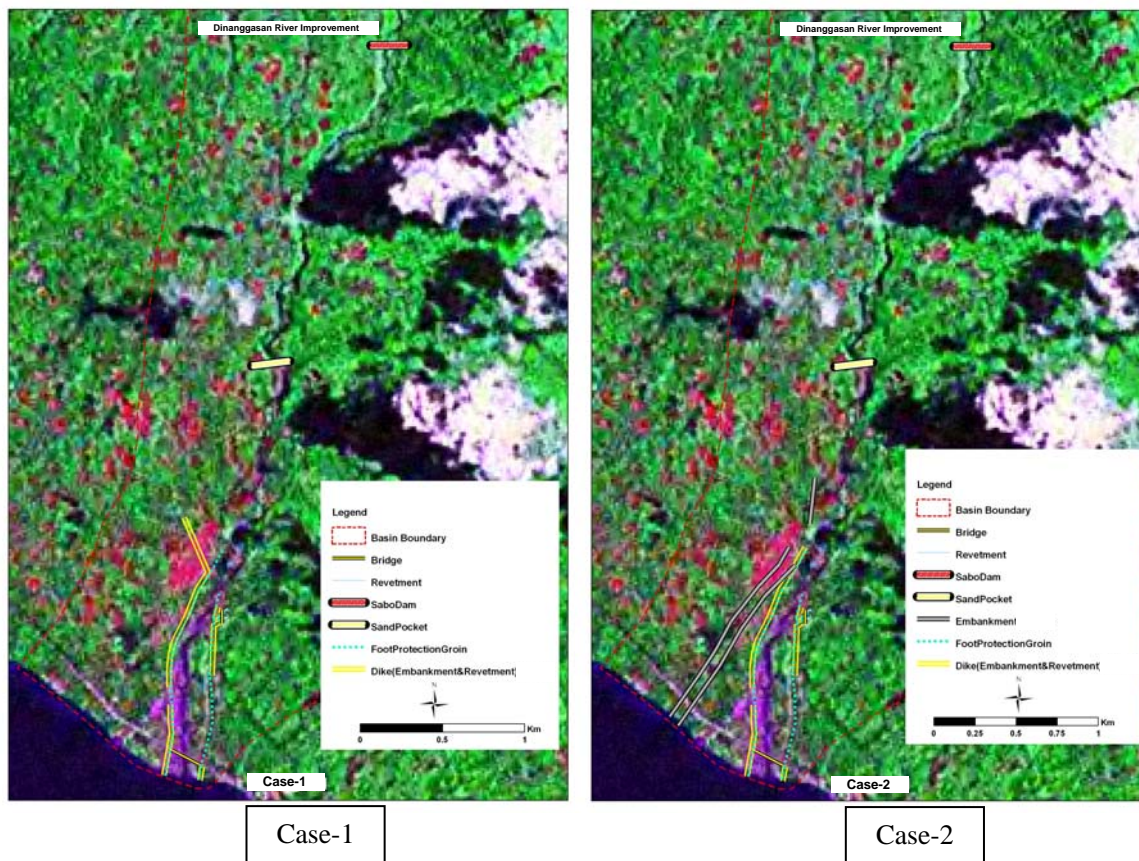 Dinanggasan River Improvement
Legend
Basin Boundary
Bridge
Revetment
SaboDam
SandPocket
FootProtectionGroin
Dike(Embankment&Revetment)
N
0 0.5 1 Km
Case-1
Case-1
Dinanggasan River Improvement
Legend
Basin Boundary
Bridge
Revetment
SaboDam
SandPocket
Embankment
FootProtectionGroin
Dike(Embankment&Revetment)
N
0 0.25 0.5 0.75 1 Km
Case-2
Case-2